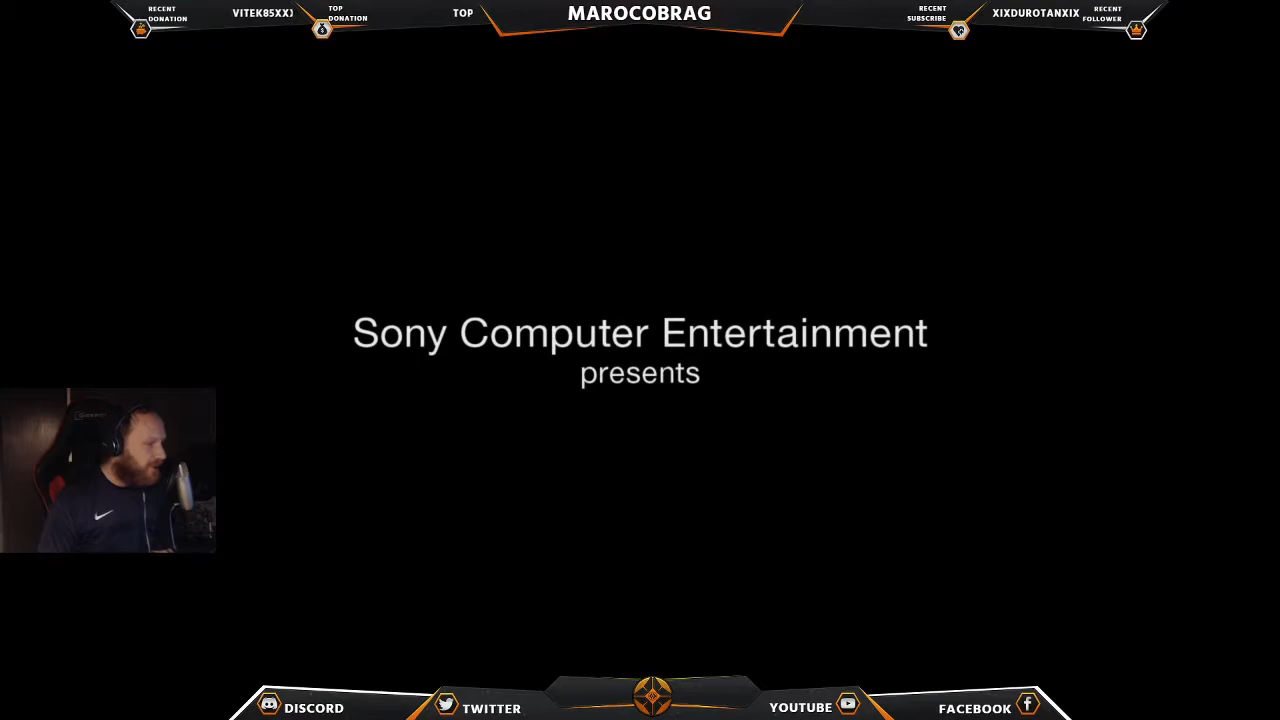 RECENT
DONATION
VITEK85XX)
TOP
DONATION
TOP
MAROCOBRAG
RECENT
SUBSCRIBE
XIXDUROTANXIX
RECENT
FOLLOWER
Sony Computer Entertainment
presents
DISCORD
TWITTER
YOUTUBE
FACEBOOK